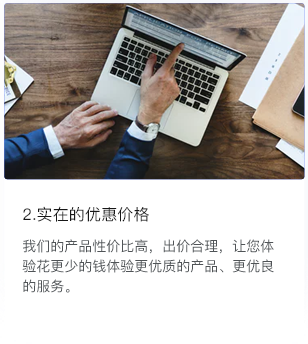 2.实在的优惠价格
我们的产品性价比高，出价合理，让您体
验花更少的钱体验更优质的产品、更优良
的服务。